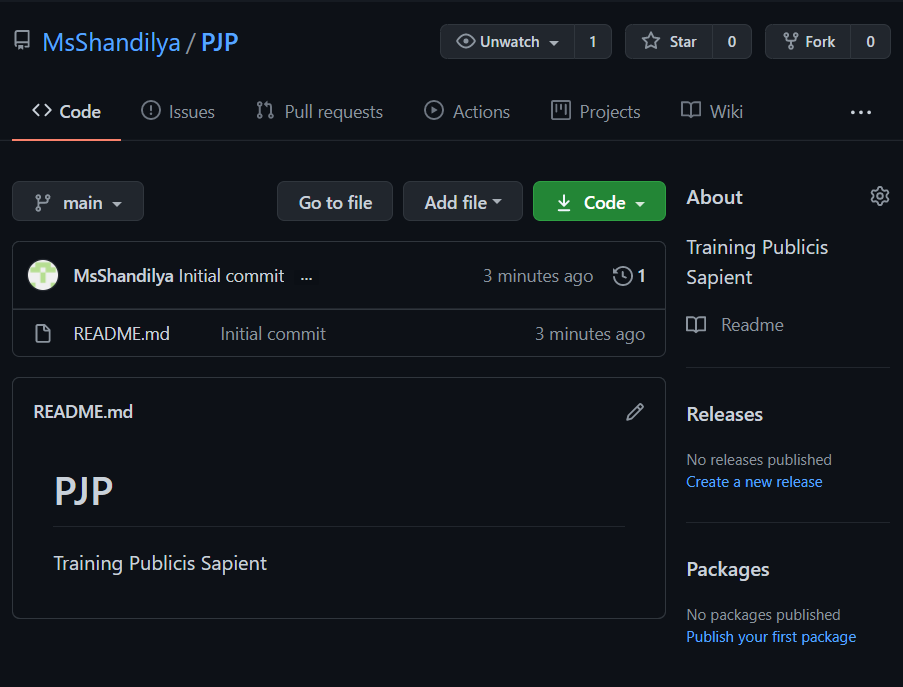 MsShandilya / PJP
Unwatch 1 Star 0 Fork 0
Code Issues Pull requests Actions Projects Wiki ...
main Go to file Add file Code
MsShandilya Initial commit ... 3 minutes ago 1
README.md Initial commit 3 minutes ago
README.md
PJP
Training Publicis Sapient
About
Training Publicis
Sapient
Readme
Releases
No releases published
Create a new release
Packages
No packages published
Publish your first package